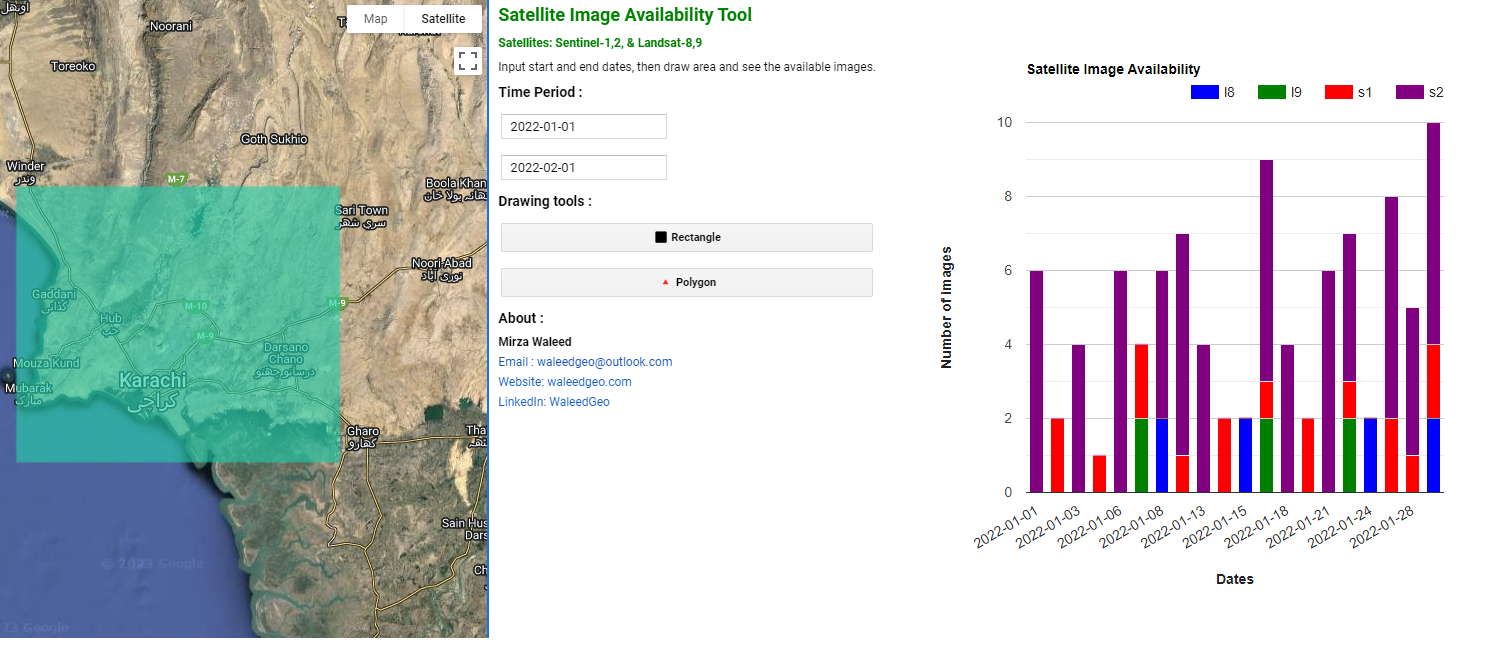 اوتھل
Noorani
Map
Satellite
Toreoko
Goth Sukhio
Winder
وندر
M-7
Boola Khan
Sari Town
سري شهر
Noori-Abad
نوری آباد
Gaddani
گڈانی
M-10
M-9
Hub
حب
M-9
Darsano
Chano
درسانو چھنو
Mouza Kund
Mubarak
مبارک
Karachi
کراچی
Gharo
گھارو
Tha
Sain Hus
Dars
Ch
© 2023 Google
23 Google
Satellite Image Availability Tool
Satellites: Sentinel-1,2, & Landsat-8,9
Input start and end dates, then draw area and see the available images.
Time Period :
2022-01-01
2022-02-01
Drawing tools :
Rectangle
Polygon
About :
Mirza Waleed
Email : waleedgeo@outlook.com
Website: waleedgeo.com
LinkedIn: WaleedGeo
Satellite Image Availability
l8 l9 s1 s2
10
8
6
4
2
0
Number of Images
2022-01-01 2022-01-03 2022-01-06 2022-01-08 2022-01-13 2022-01-15 2022-01-18 2022-01-21 2022-01-24 2022-01-28
Dates